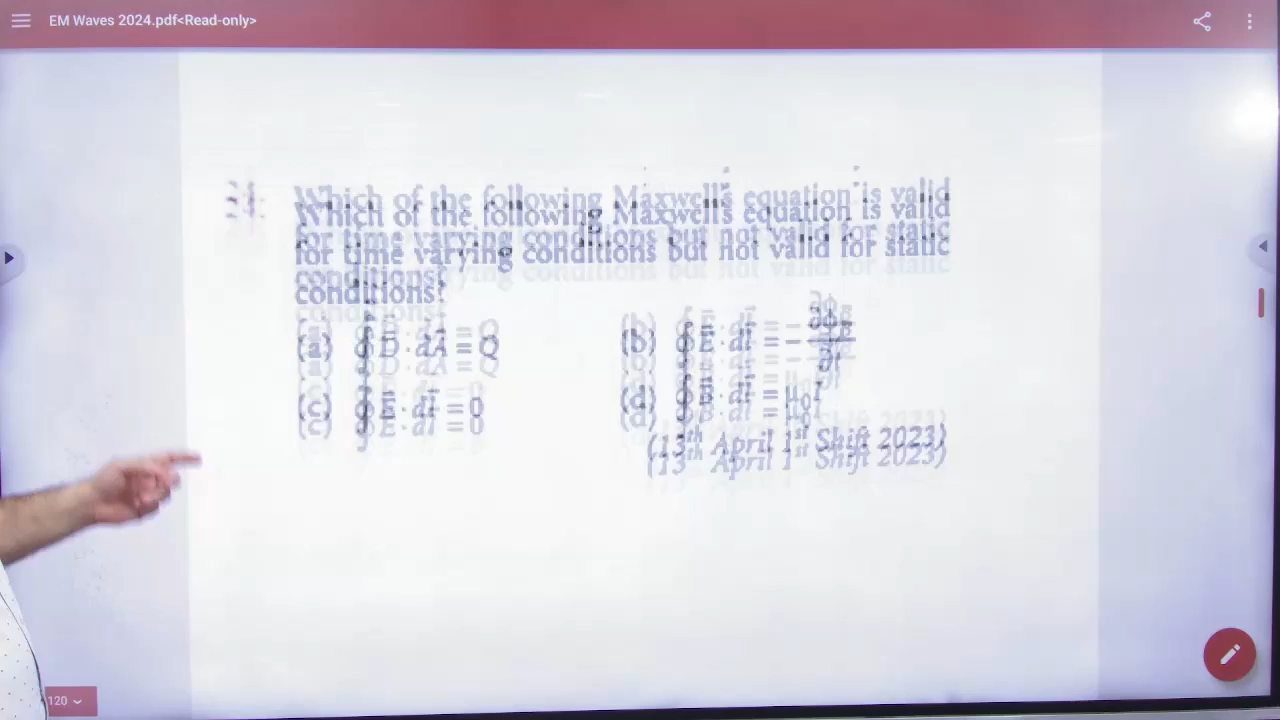 EM Waves 2024.pdf<Read-only>
Which of the following Maxwell's equation is valid
for time varying conditions but not valid for static
conditions?
(a) ∮ D⃗ · dA⃗ = Q (b) ∮ E⃗ · dl⃗ = − ∂ϕ_B/∂t
(c) ∮ E⃗ · dl⃗ = 0 (d) ∮ B⃗ · dl⃗ = μ₀I
(13th April 1st Shift 2023)
120